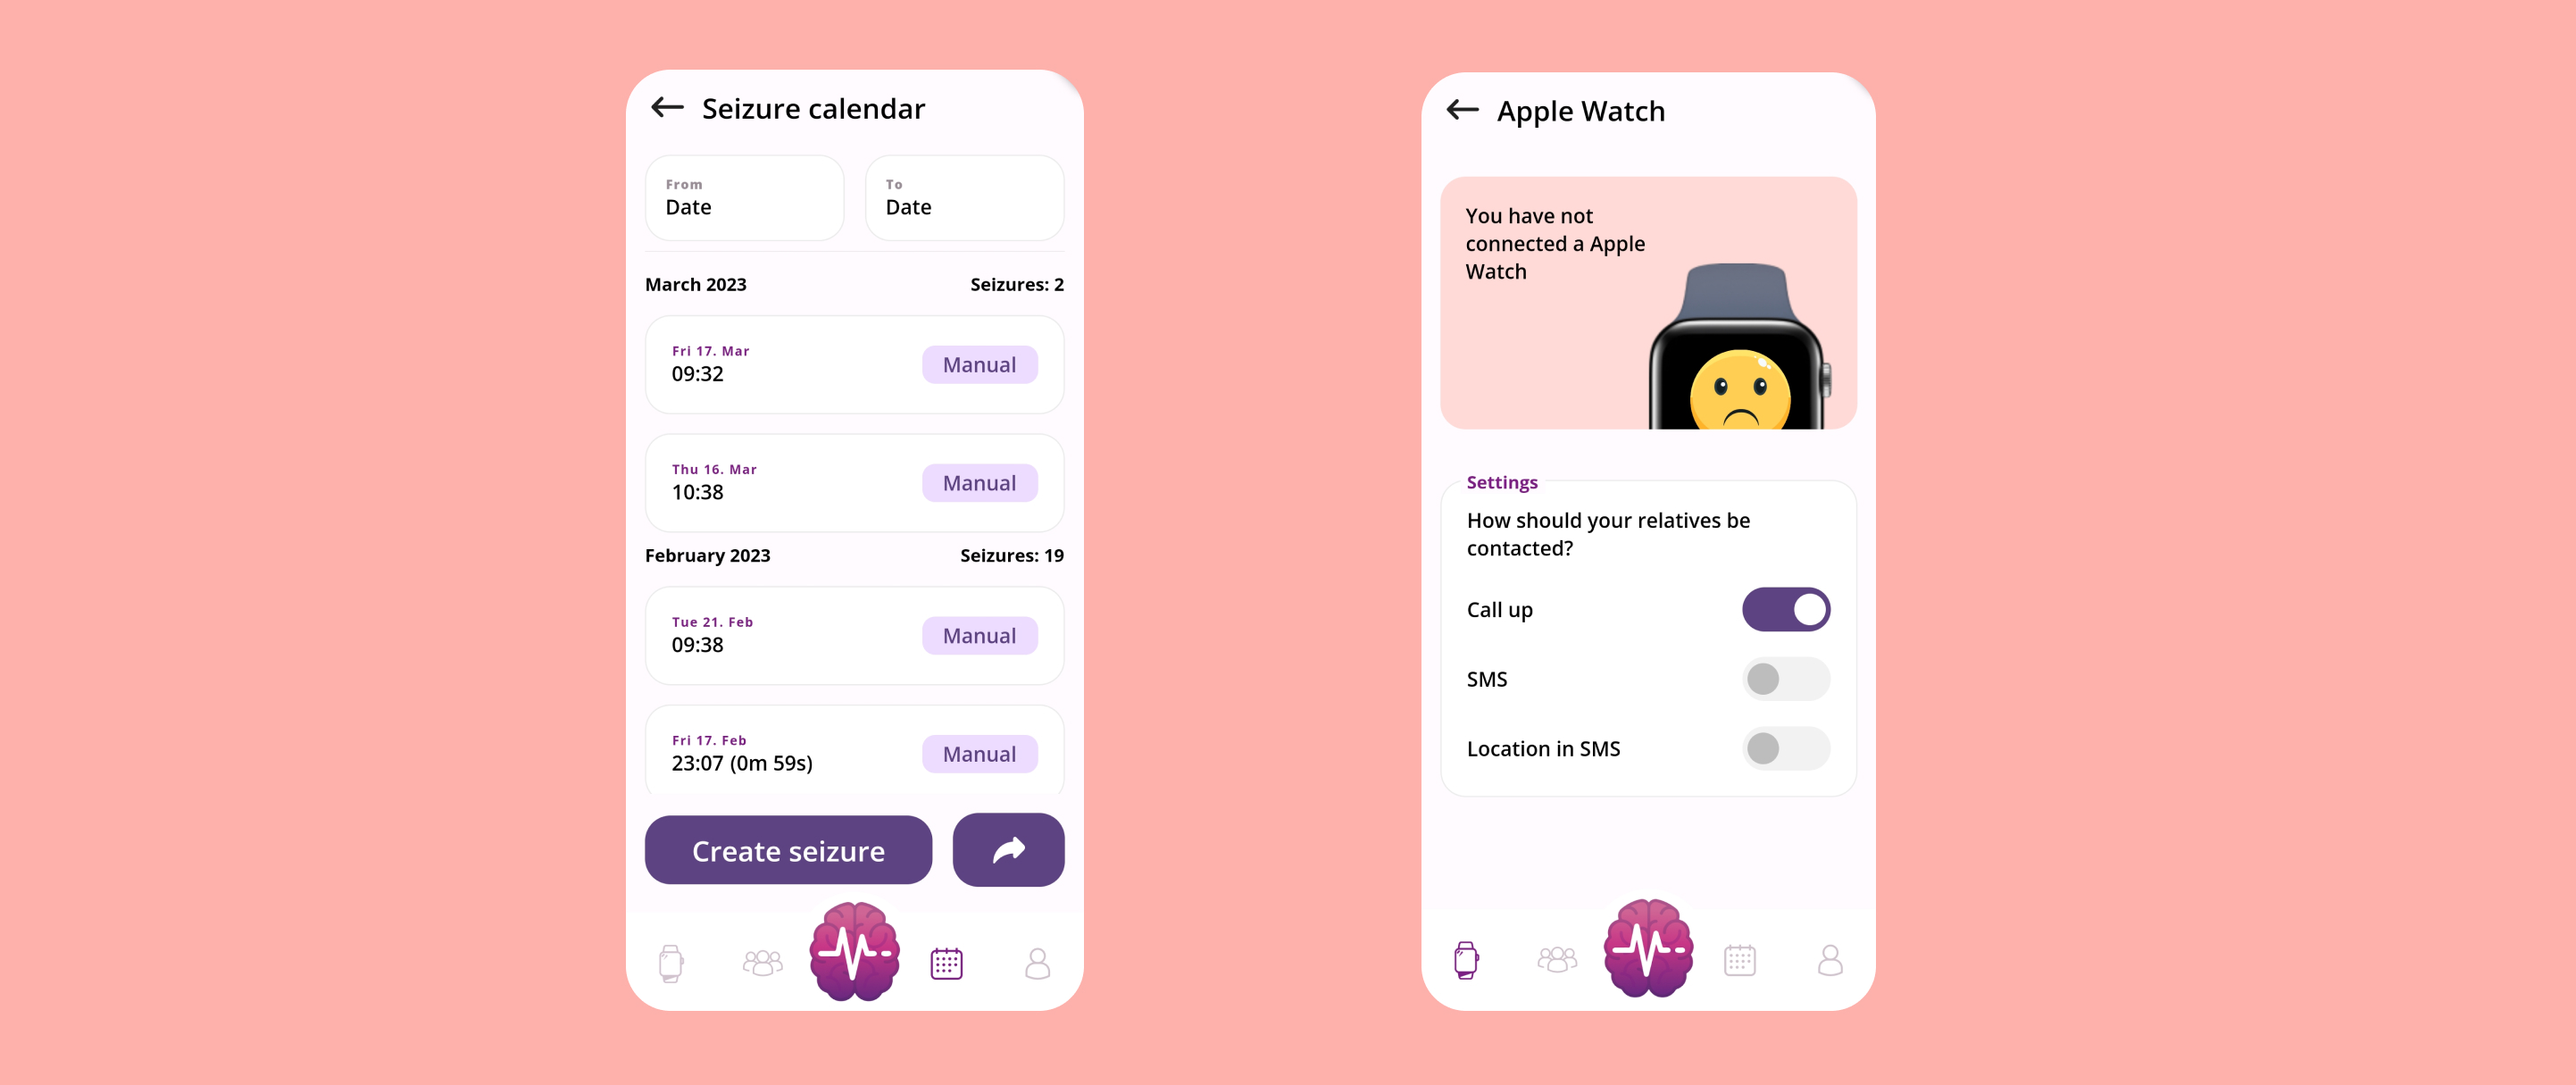 Seizure calendar
From
Date
To
Date
March 2023
Seizures: 2
Fri 17. Mar
09:32
Manual
Thu 16. Mar
10:38
Manual
February 2023
Seizures: 19
Tue 21. Feb
09:38
Manual
Fri 17. Feb
23:07 (0m 59s)
Manual
Create seizure
Apple Watch
You have not
connected a Apple
Watch
Settings
How should your relatives be
contacted?
Call up
SMS
Location in SMS